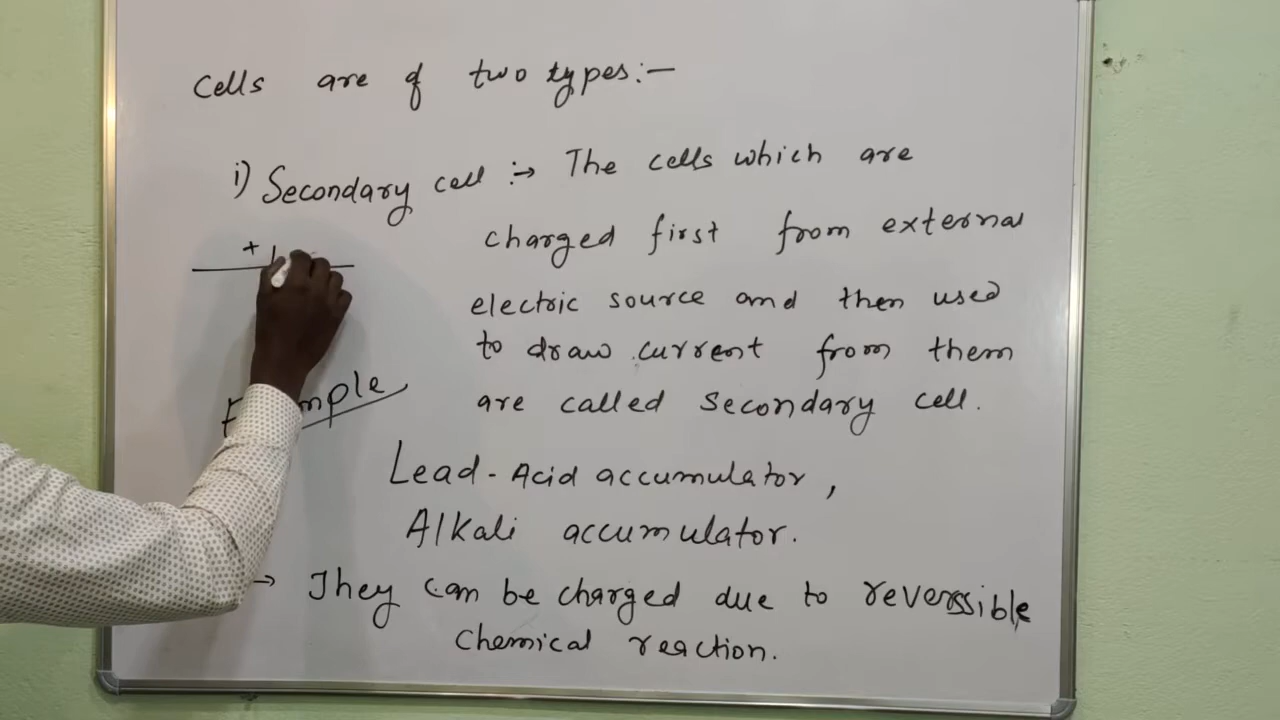 Cells are of two types:-
i) Secondary cell :→ The cells which are
charged first from external
+
electric source and then used
to draw current from them
are called secondary cell.
Lead-Acid accumulator,
Alkali accumulator.
→ They can be charged due to reverssible
chemical reaction.